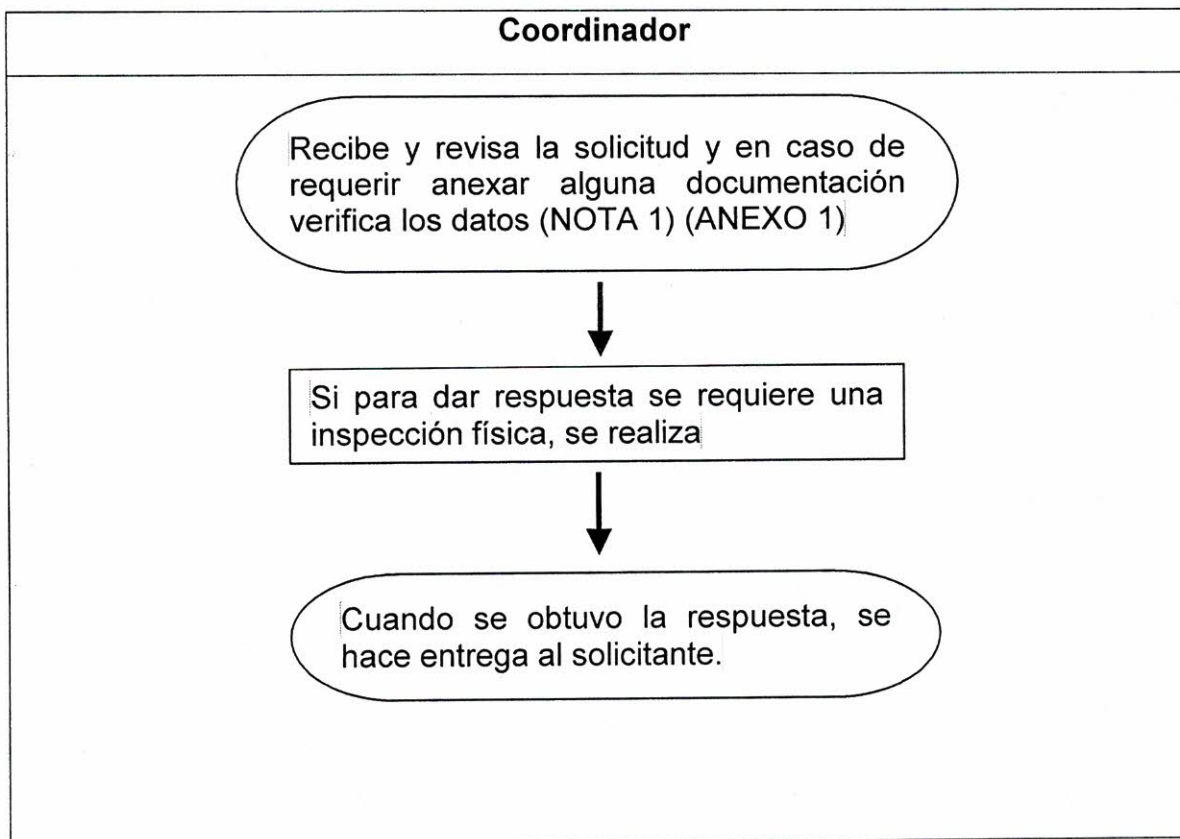 Coordinador
Recibe y revisa la solicitud y en caso de
requerir anexar alguna documentación
verifica los datos (NOTA 1) (ANEXO 1)
Si para dar respuesta se requiere una
inspección física, se realiza
Cuando se obtuvo la respuesta, se
hace entrega al solicitante.